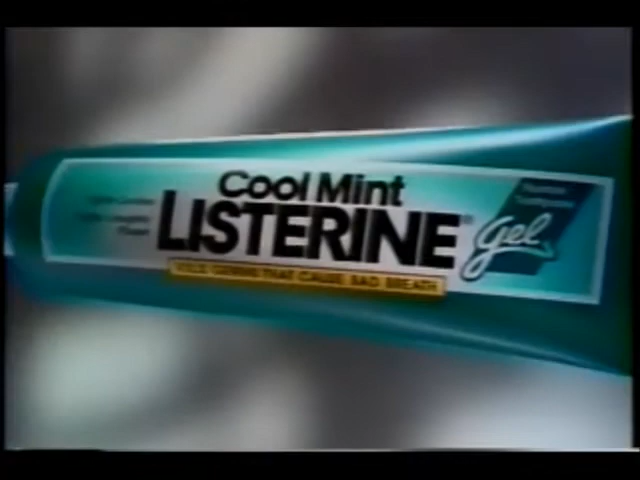 Cool Mint
LISTERINE®
gel
KILLS GERMS THAT CAUSE BAD BREATH